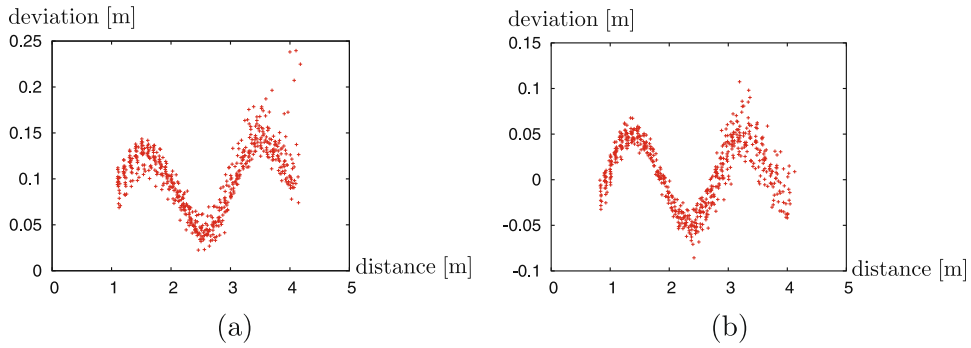 deviation [m]
0.25
0.2
0.15
0.1
0.05
0
0 1 2 3 4 5
distance [m]
(a)
deviation [m]
0.15
0.1
0.05
0
-0.05
-0.1
0 1 2 3 4 5
distance [m]
(b)